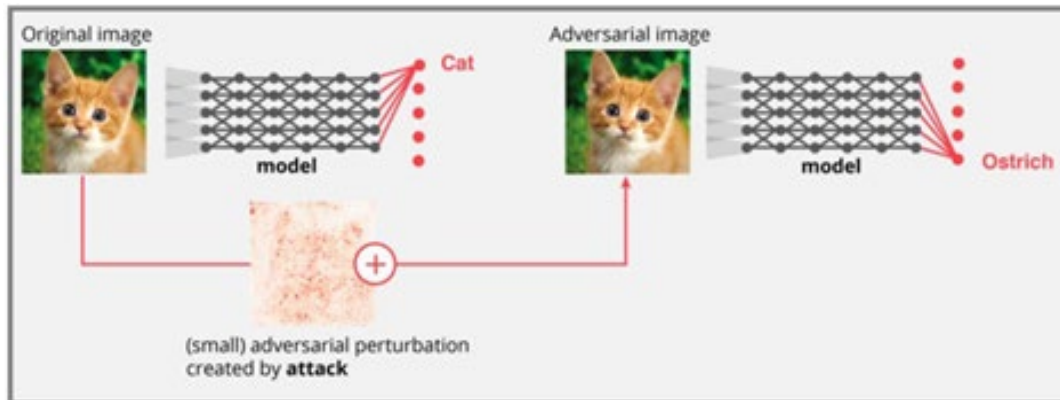 Original image
Cat
model
Adversarial image
Ostrich
model
(small) adversarial perturbation
created by attack